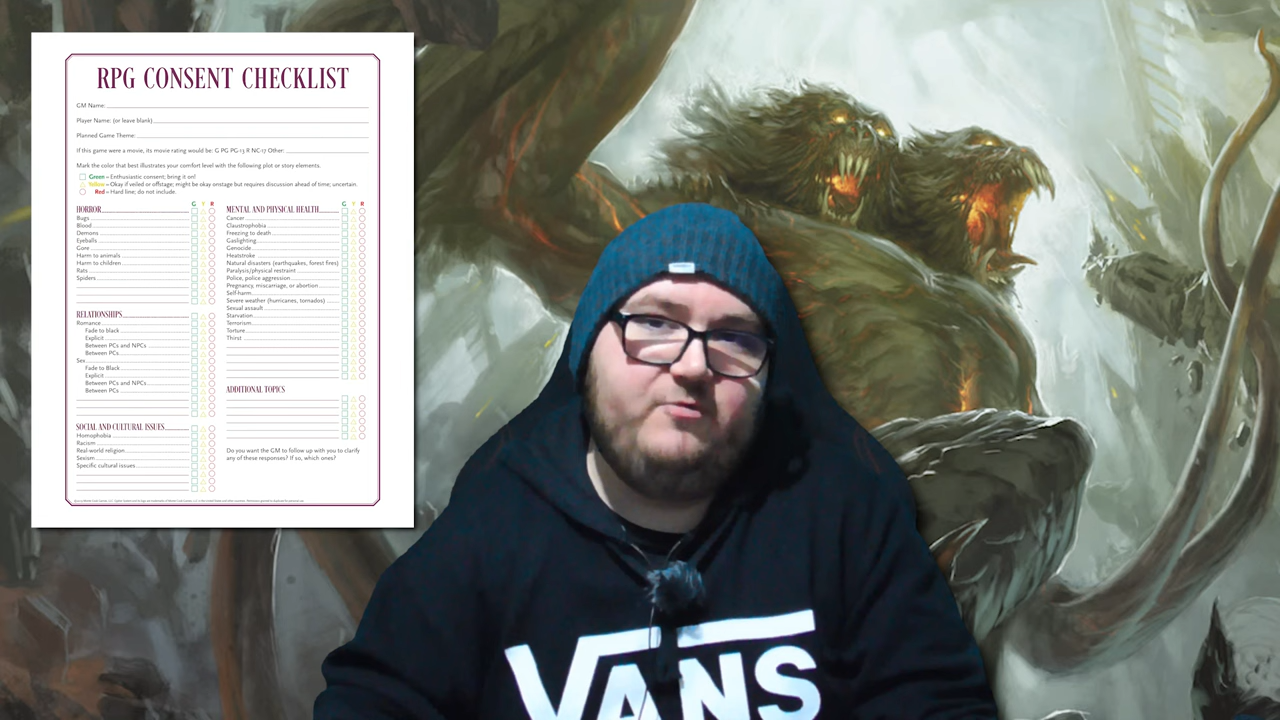 RPG CONSENT CHECKLIST
GM Name:
Player Name: (or leave blank)
Planned Game Theme:
If this game were a movie, its movie rating would be: G PG PG-13 R NC-17 Other:
Mark the color that best illustrates your comfort level with the following plot or story elements.
Green = Enthusiastic consent; bring it on!
Yellow = Okay if veiled or offstage; might be okay onstage but requires discussion ahead of time; uncertain.
Red = Hard line; do not include.
G Y R
HORROR
Bugs
Blood
Demons
Eyeballs
Gore
Harm to animals
Harm to children
Rats
Spiders
RELATIONSHIPS
Romance
Fade to black
Explicit
Between PCs and NPCs
Between PCs
Sex
Fade to Black
Explicit
Between PCs and NPCs
Between PCs
SOCIAL AND CULTURAL ISSUES
Homophobia
Racism
Real-world religion
Sexism
Specific cultural issues
G Y R
MENTAL AND PHYSICAL HEALTH
Cancer
Claustrophobia
Freezing to death
Gaslighting
Genocide
Heatstroke
Natural disasters (earthquakes, forest fires)
Paralysis/physical restraint
Police, police aggression
Pregnancy, miscarriage, or abortion
Self-harm
Severe weather (hurricanes, tornados)
Sexual assault
Starvation
Terrorism
Torture
Thirst
ADDITIONAL TOPICS
Do you want the GM to follow up with you to clarify
any of these responses? If so, which ones?
VANS